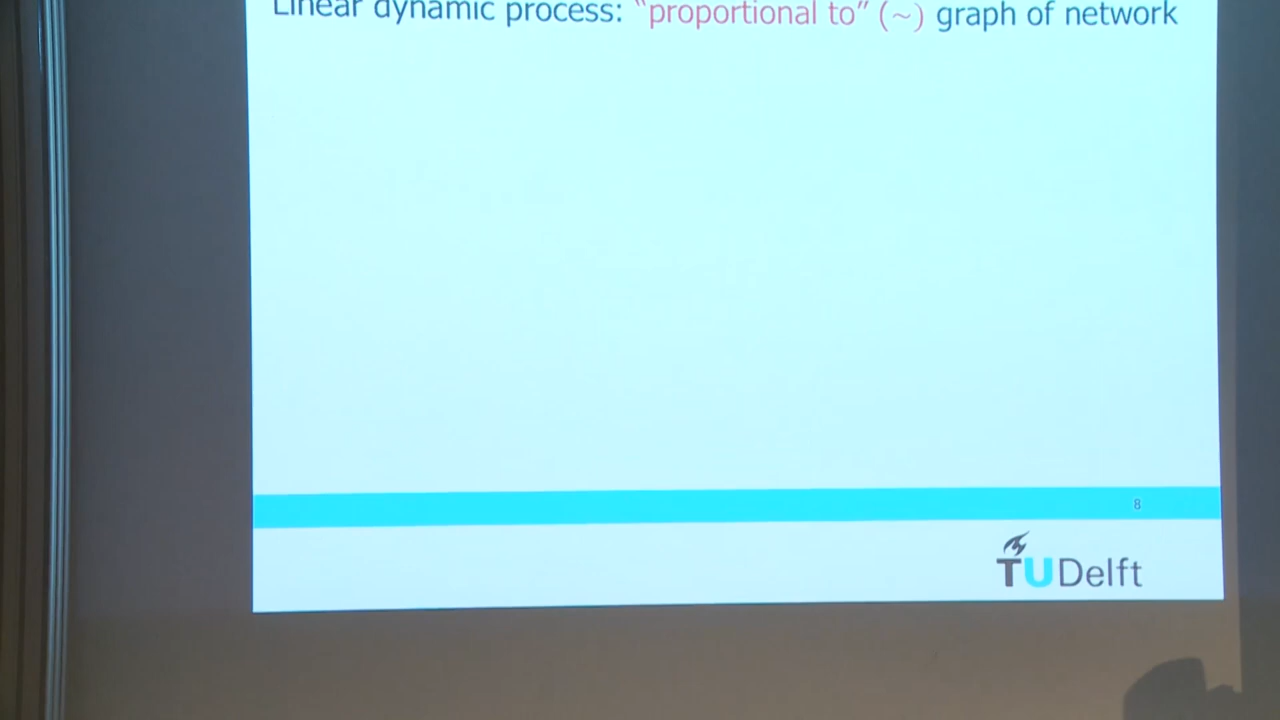 Linear dynamic process: “proportional to” (~) graph of network
8
TUDelft